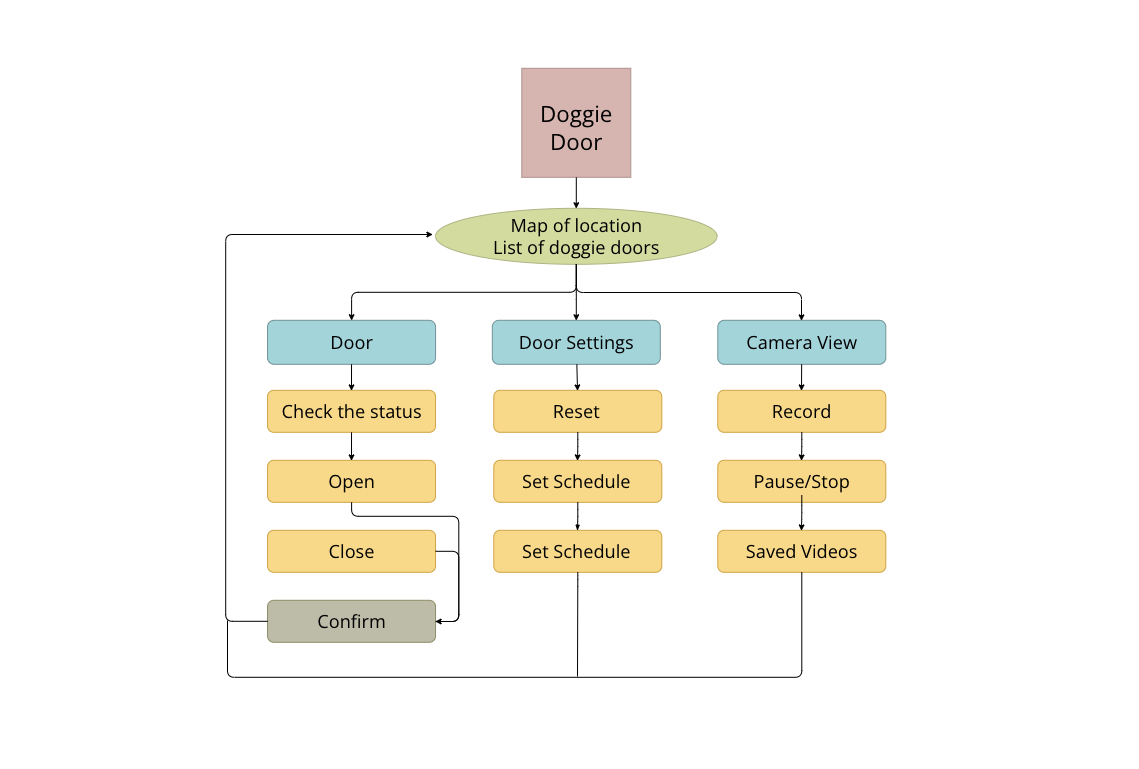 Doggie
Door
Map of location
List of doggie doors
Door
Door Settings
Camera View
Check the status
Reset
Record
Open
Set Schedule
Pause/Stop
Close
Set Schedule
Saved Videos
Confirm